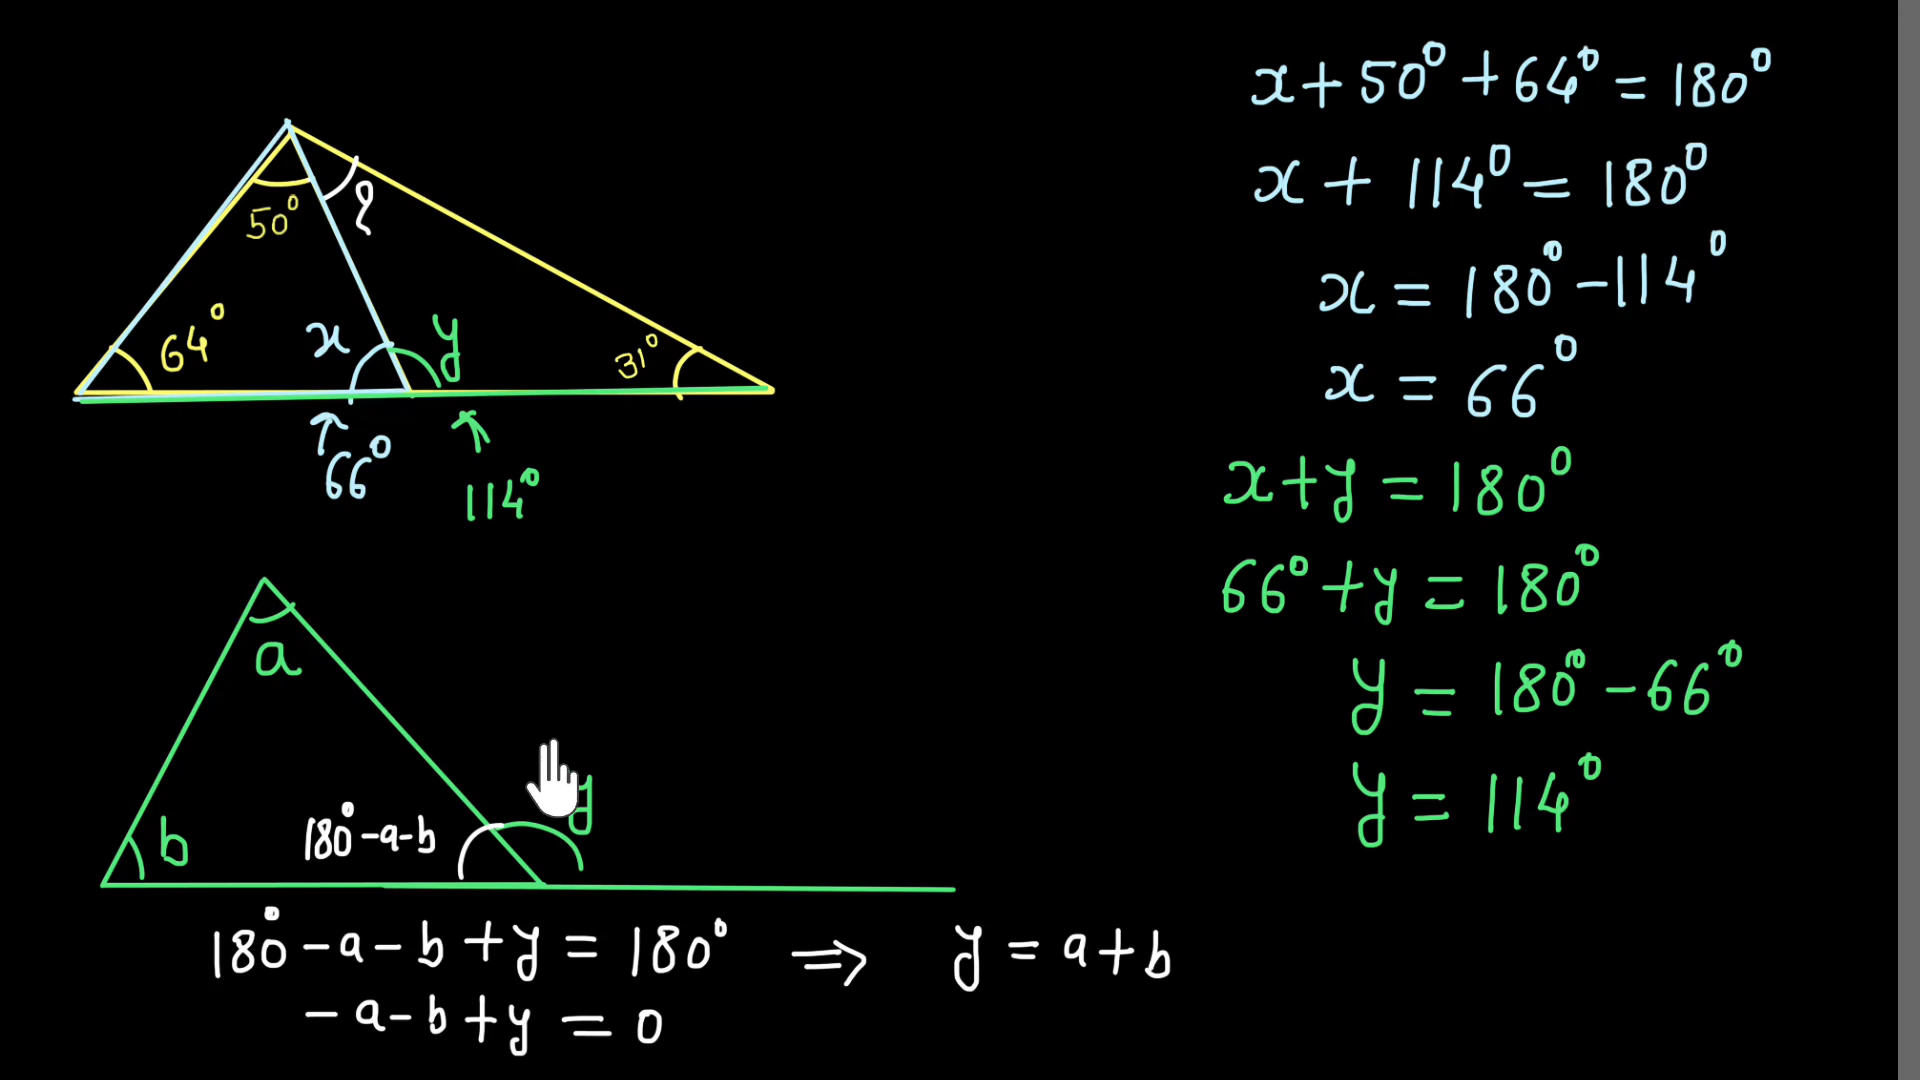 x + 50° + 64° = 180°
x + 114° = 180°
x = 180° - 114°
x = 66°
x + y = 180°
66° + y = 180°
y = 180° - 66°
y = 114°
50°
64°
x
y
31°
66°
114°
a
b
180° - a - b
y
180° - a - b + y = 180° ⇒ y = a + b
- a - b + y = 0